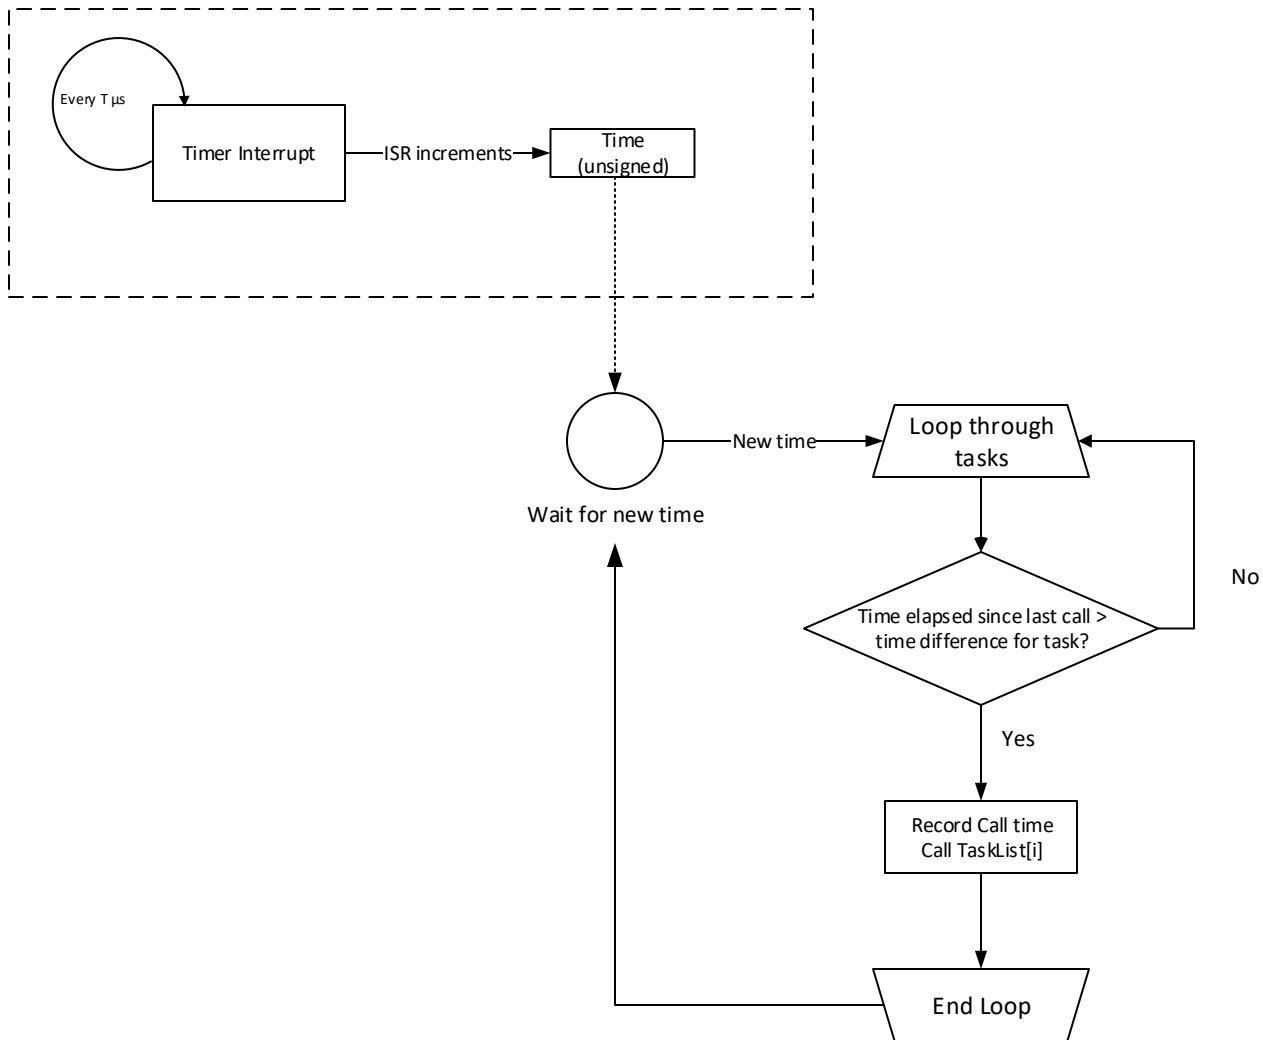 Every T µs
Timer Interrupt
ISR increments
Time
(unsigned)
New time
Loop through
tasks
Wait for new time
No
Time elapsed since last call >
time difference for task?
Yes
Record Call time
Call TaskList[i]
End Loop